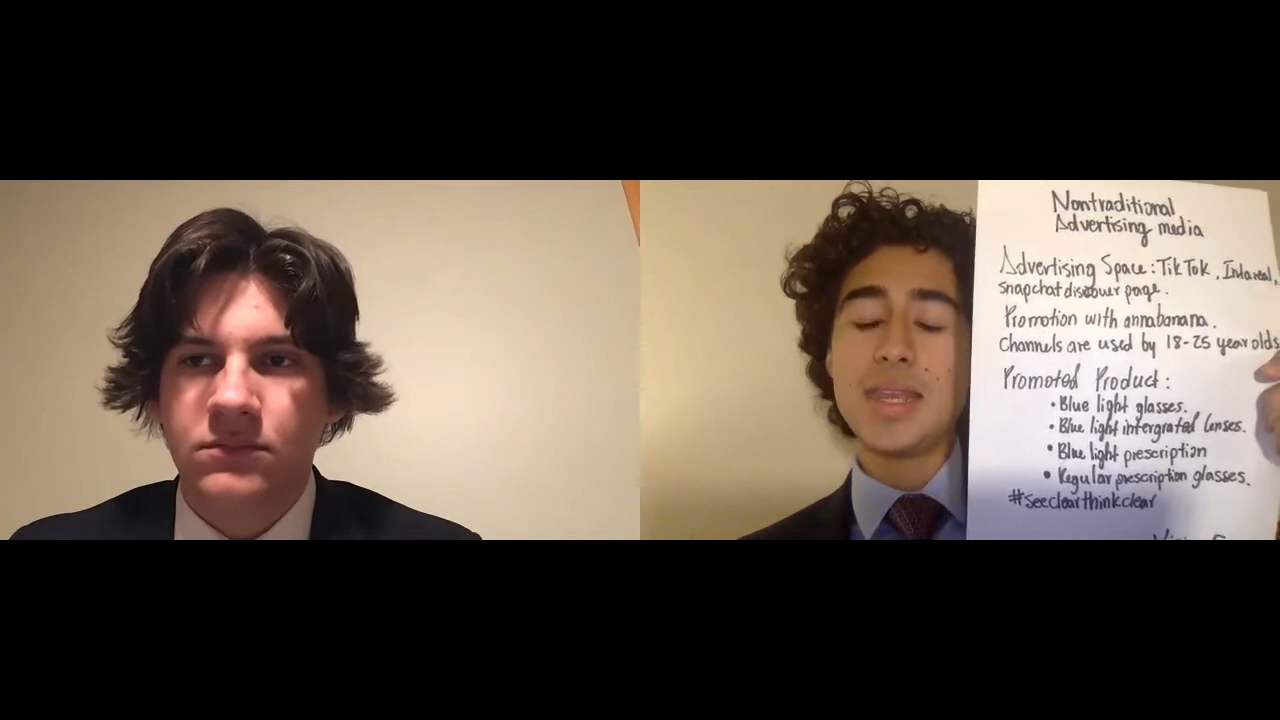 Nontraditional
Advertising media
Advertising Space: TikTok,
snapchat discover page.
Promotion with annabanana.
Channels are used by 18-25 year olds
Promoted Product:
• Blue light glasses.
• Blue light intergrated lenses.
• Blue light prescription
• Regular prescription glasses.
#seeclearthinkclear